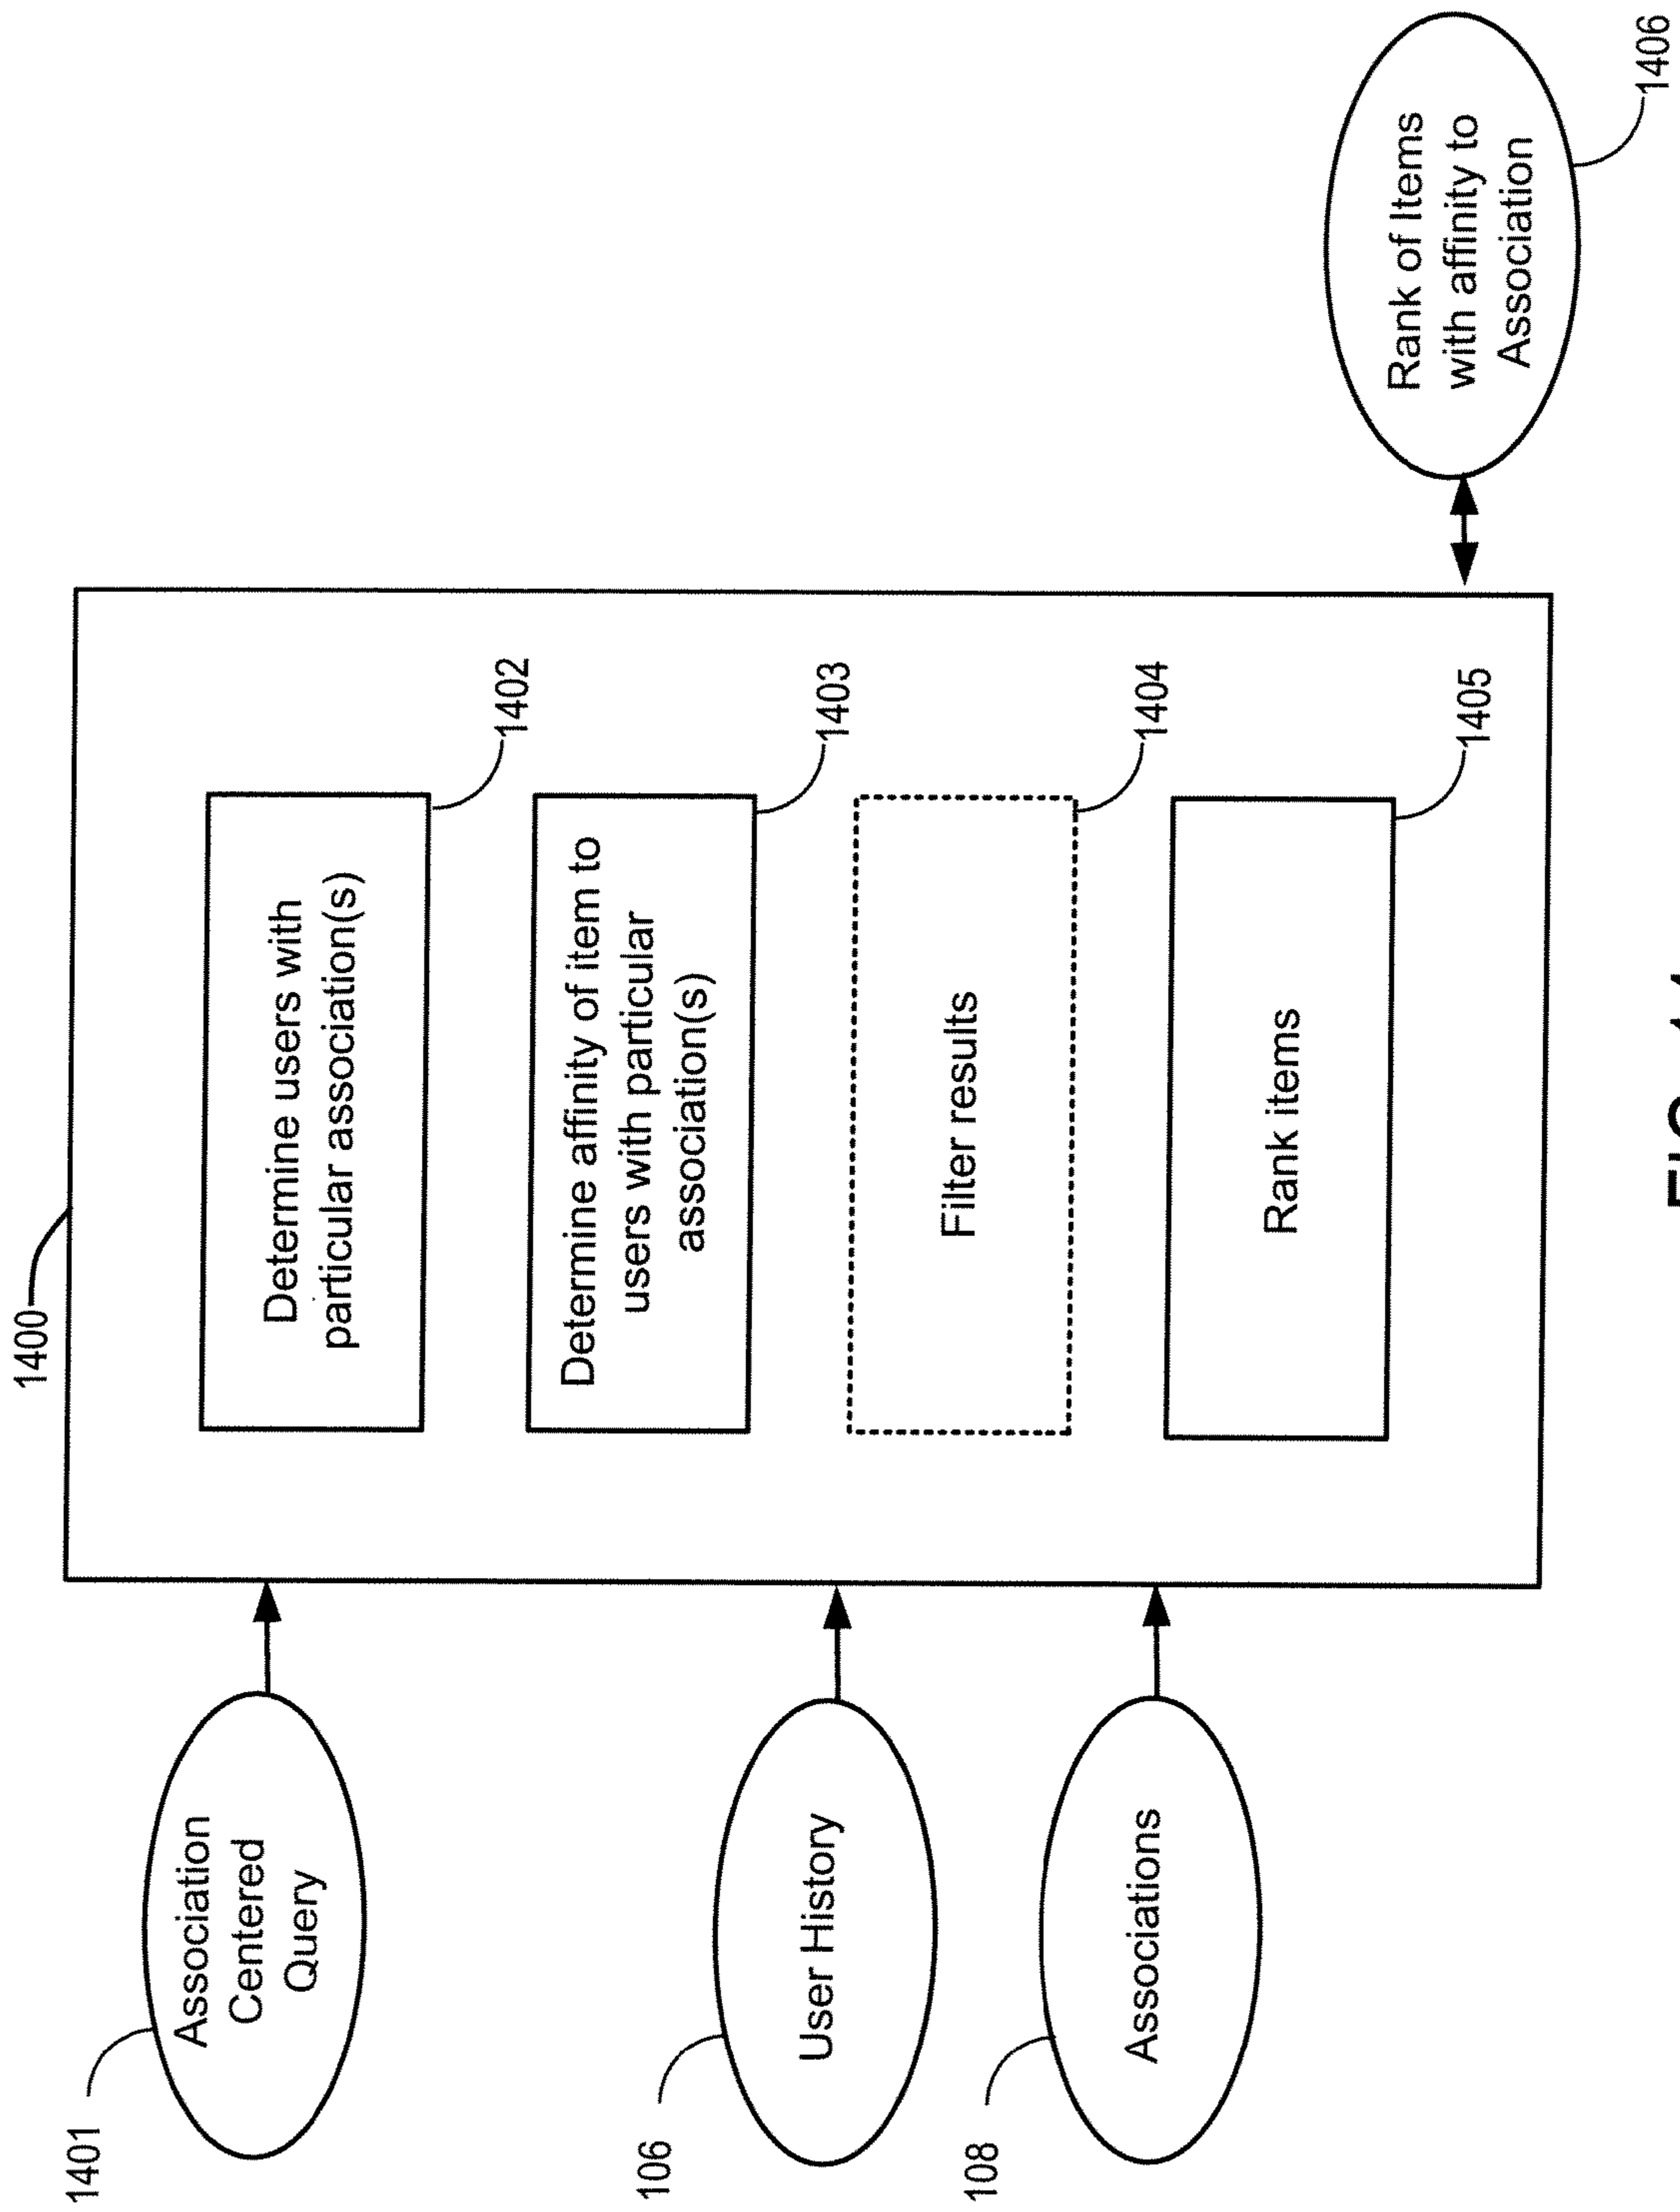 1400
1401
Association
Centered
Query
106
User History
108
Associations
Determine users with
particular association(s)
1402
Determine affinity of item to
users with particular
association(s)
1403
Filter results
1404
Rank items
1405
Rank of Items
with affinity to
Association
1406